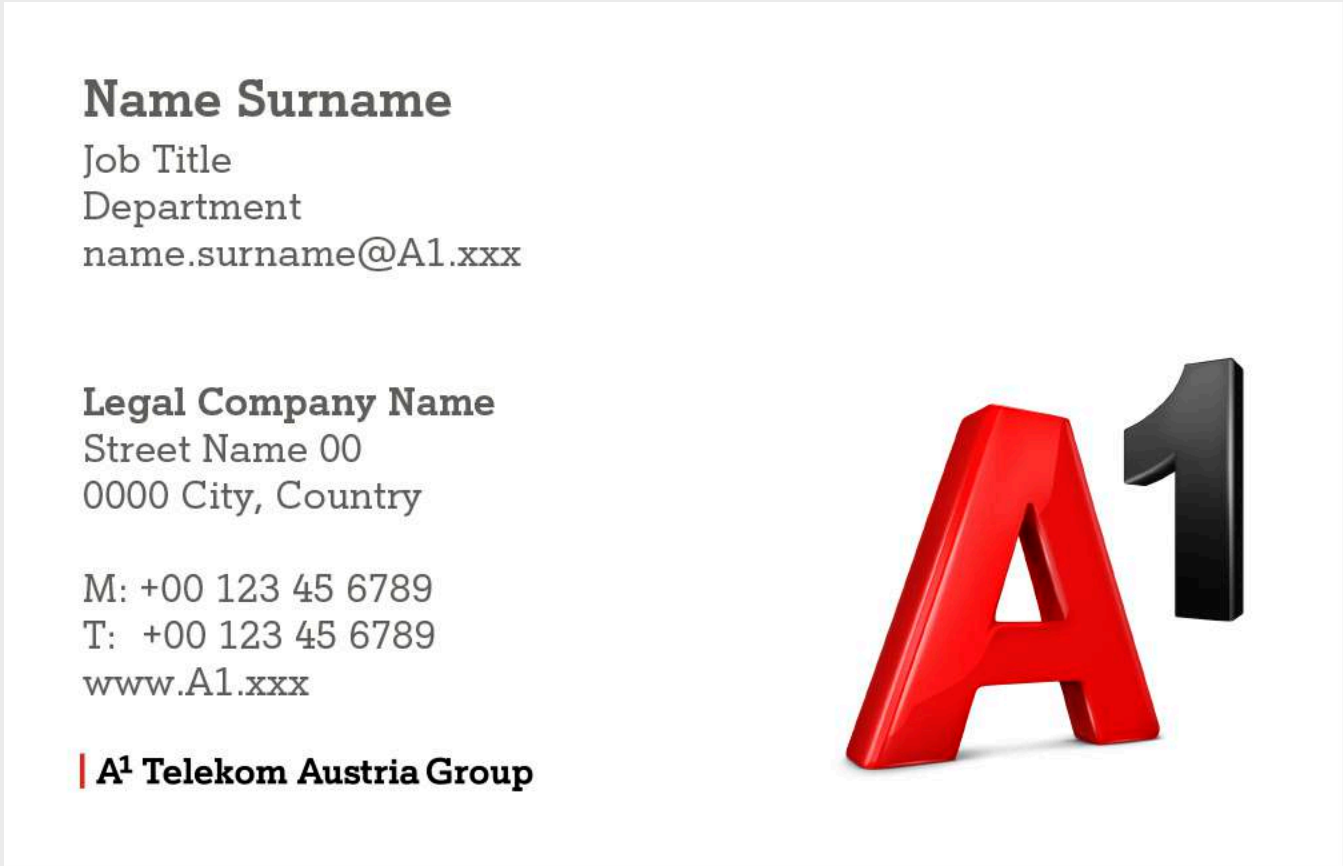 Name Surname
Job Title
Department
name.surname@A1.xxx
Legal Company Name
Street Name 00
0000 City, Country
M: +00 123 45 6789
T: +00 123 45 6789
www.A1.xxx
A¹ Telekom Austria Group
A1